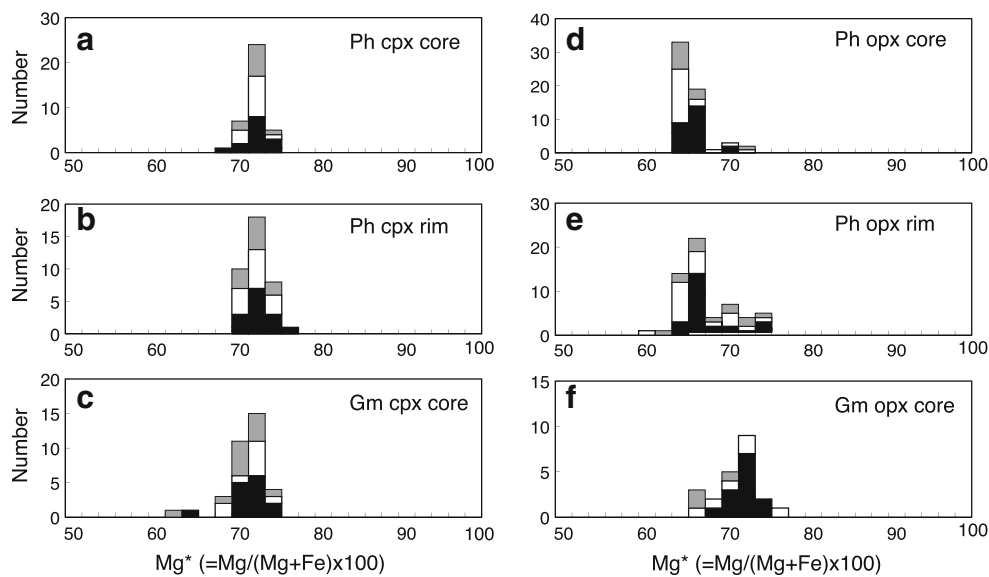 a
Ph cpx core
Number
30
20
10
0
50 60 70 80 90 100
d
Ph opx core
40
30
20
10
0
50 60 70 80 90 100
b
Ph cpx rim
Number
20
15
10
5
0
50 60 70 80 90 100
e
Ph opx rim
30
20
10
0
50 60 70 80 90 100
c
Gm cpx core
Number
20
15
10
5
0
50 60 70 80 90 100
Mg* (=Mg/(Mg+Fe)x100)
f
Gm opx core
15
10
5
0
50 60 70 80 90 100
Mg* (=Mg/(Mg+Fe)x100)